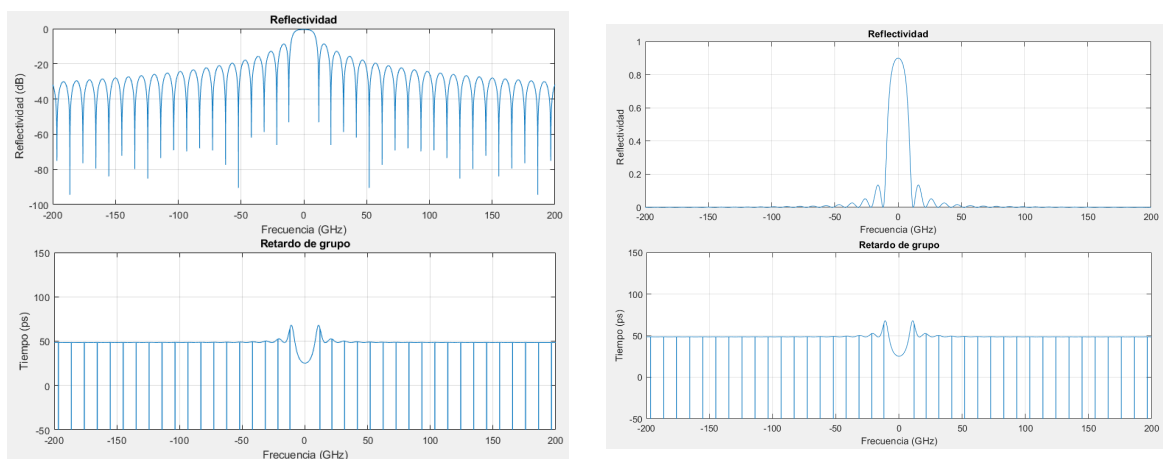 Reflectividad
0
-20
-40
-60
-80
-100
Reflectividad (dB)
-200 -150 -100 -50 0 50 100 150 200
Frecuencia (GHz)
Retardo de grupo
150
100
50
0
-50
Tiempo (ps)
-200 -150 -100 -50 0 50 100 150 200
Frecuencia (GHz)
Reflectividad
1
0.8
0.6
0.4
0.2
0
Reflectividad
-200 -150 -100 -50 0 50 100 150 200
Frecuencia (GHz)
Retardo de grupo
150
100
50
0
-50
Tiempo (ps)
-200 -150 -100 -50 0 50 100 150 200
Frecuencia (GHz)